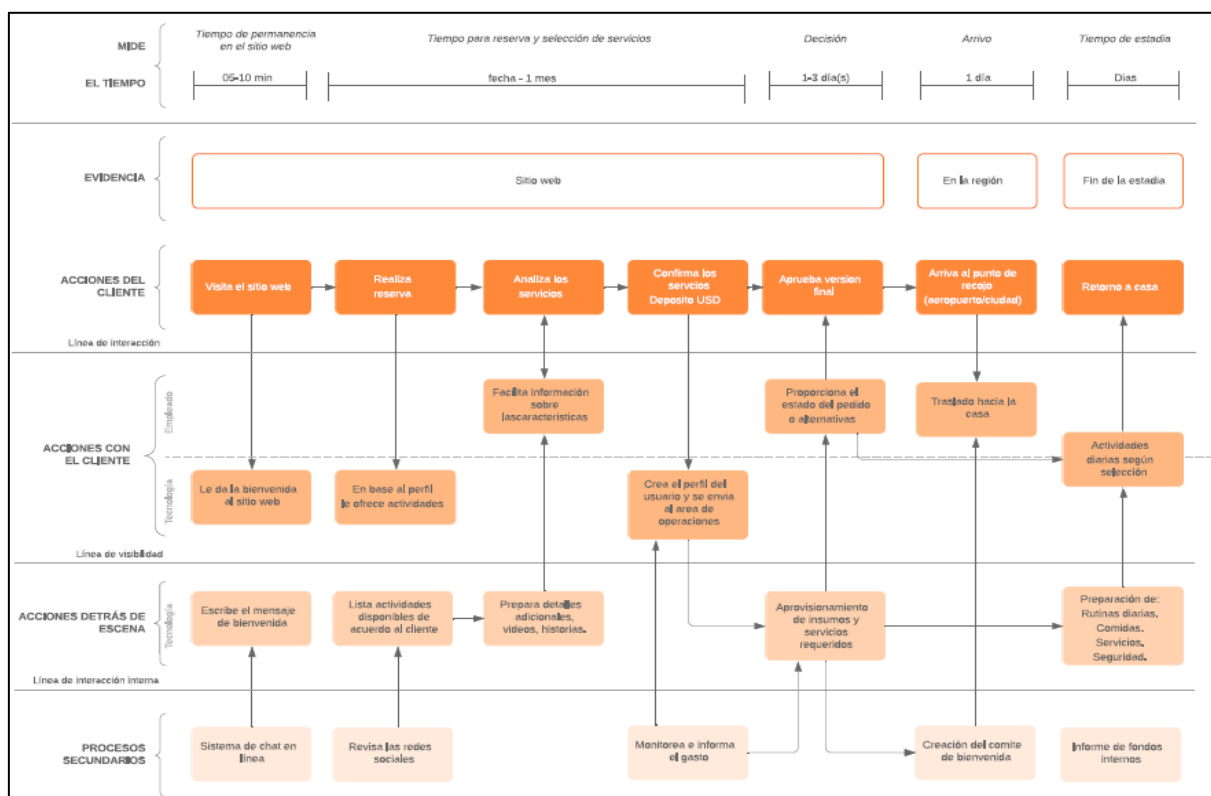 MIDE
EL TIEMPO
Tiempo de permanencia
en el sitio web
Tiempo para reserva y selección de servicios
Decisión
Arrivo
Tiempo de estadia
05-10 min
fecha - 1 mes
1-3 día(s)
1 día
Dias
EVIDENCIA
Sitio web
En la región
Fin de la estadia
ACCIONES DEL
CLIENTE
Visita el sitio web
Realiza
reserva
Analiza los
servicios
Confirma los
servcios
Deposito USD
Aprueba version
final
Arriva al punto de
recojo
(aeropuerto/ciudad)
Retorno a casa
Línea de interacción
ACCIONES CON
EL CLIENTE
Empleado
Facilita información
sobre
lascaracterísticas
Proporciona el
estado del pedido
o alternativas
Traslado hacia la
casa
Actividades
diarias según
selección
Tecnología
Le da la bienvenida
al sitio web
En base al perfil
le ofrece actividades
Crea el perfil del
usuario y se envia
al area de
operaciones
Línea de visibilidad
ACCIONES DETRÁS DE
ESCENA
Tecnología
Escribe el mensaje
de bienvenida
Lista actividades
disponibles de
acuerdo al cliente
Prepara detalles
adicionales,
videos, historias.
Aprovisionamiento
de insumos y
servicios
requeridos
Preparación de:
Rutinas diarias.
Comidas.
Servicios.
Seguridad.
Línea de interacción interna
PROCESOS
SECUNDARIOS
Sistema de chat en
línea
Revisa las redes
sociales
Monitorea e informa
el gasto
Creación del comite
de bienvenida
Informe de fondos
internos